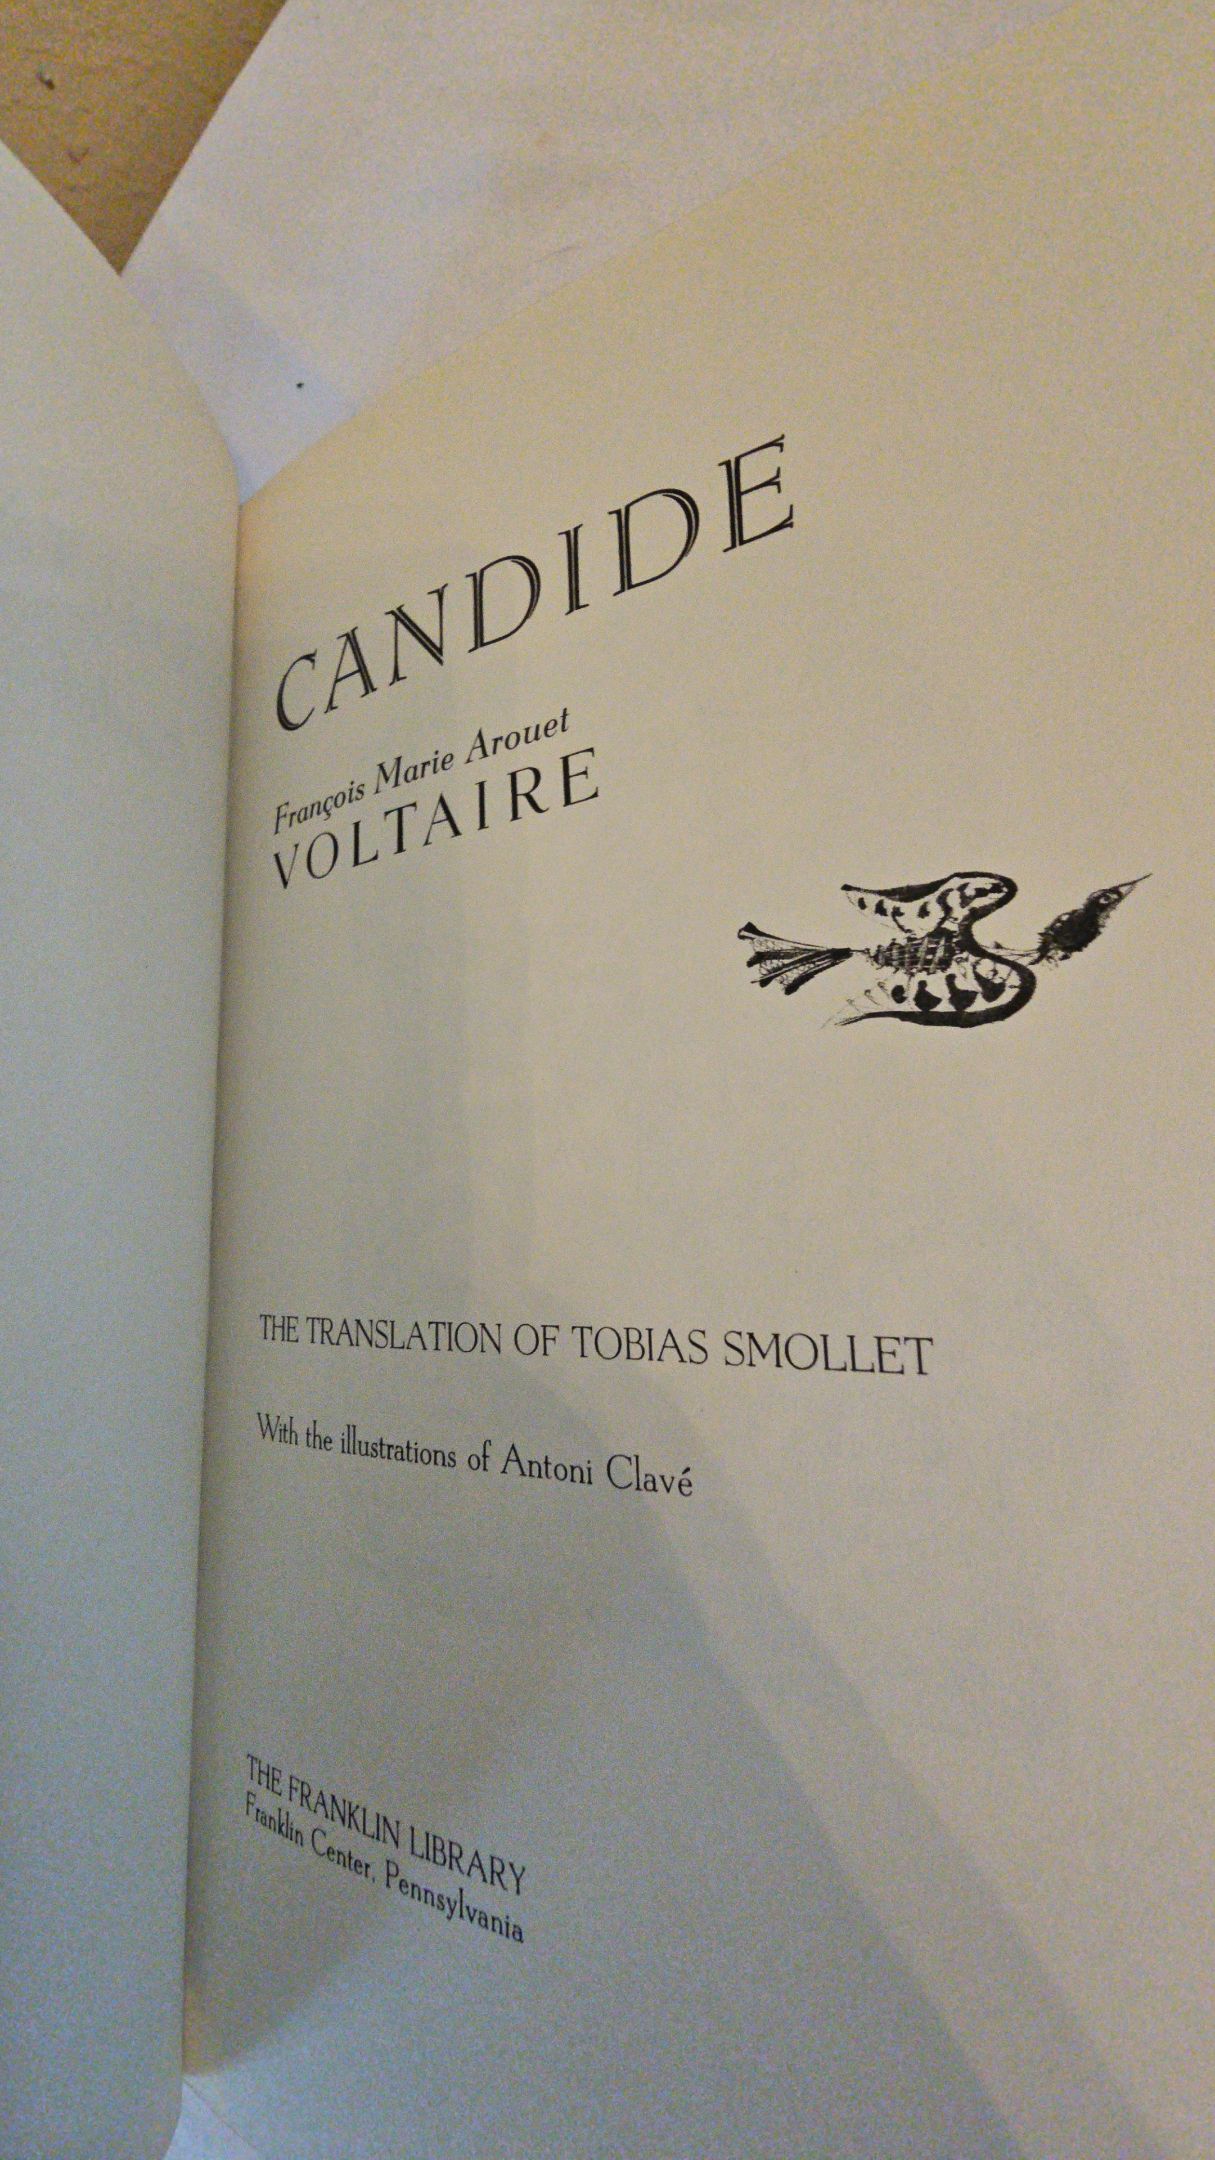 CANDIDE
François Marie Arouet
VOLTAIRE
THE TRANSLATION OF TOBIAS SMOLLET
With the illustrations of Antoni Clavé
THE FRANKLIN LIBRARY
Franklin Center, Pennsylvania